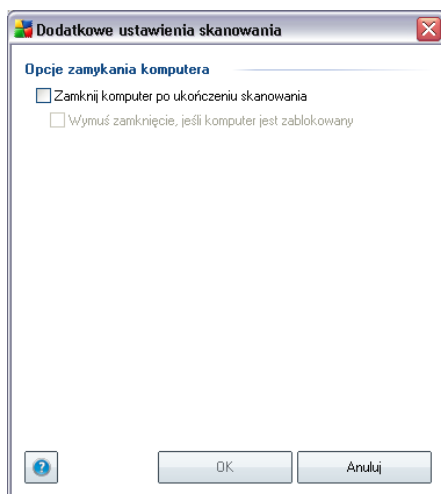 Dodatkowe ustawienia skanowania
Opcje zamykania komputera
Zamknij komputer po ukończeniu skanowania
Wymuś zamknięcie, jeśli komputer jest zablokowany
?
OK
Anuluj